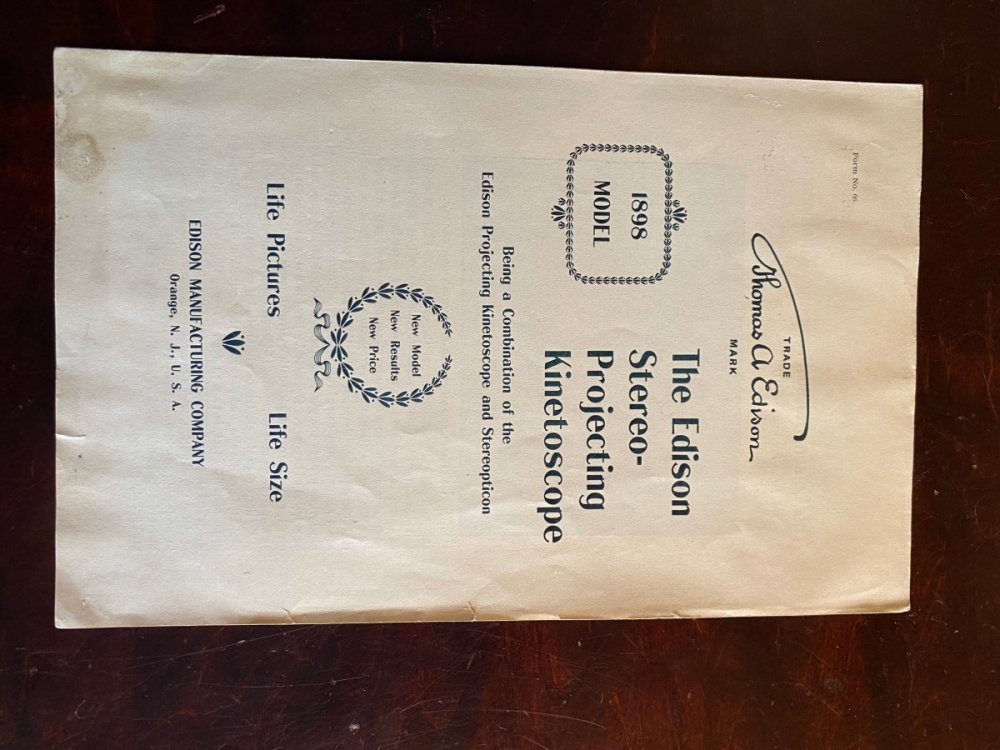 Form No. 66.
Thomas A Edison
TRADE
MARK
1898
MODEL
The Edison
Stereo-
Projecting
Kinetoscope
Being a Combination of the
Edison Projecting Kinetoscope and Stereopticon
New Model
New Results
New Price
Life Pictures Life Size
EDISON MANUFACTURING COMPANY
Orange, N. J., U. S. A.